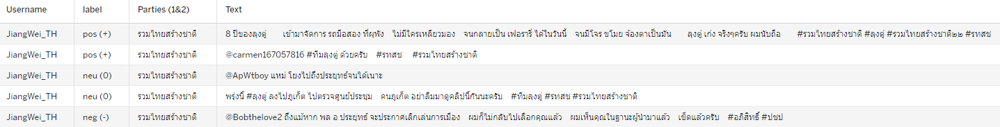 Username label Parties (1&2) Text
JiangWei_TH pos (+) รวมไทยสร้างชาติ 8 ปีของลุงตู่ เข้ามาจัดการ รถมือสอง ที่ผุพัง ไม่มีใครเหลียวมอง จนกลายเป็น เฟอรารี่ ได้ในวันนี้ จนมีโจร ขโมย จ้องตาเป็นมัน ลุงตู่ เก่ง จริงๆครับ ผมนับถือ #รวมไทยสร้างชาติ #ลุงตู่ #รวมไทยสร้างชาติ๒๒ #รทสช
JiangWei_TH pos (+) รวมไทยสร้างชาติ @carmen167057816 #ทีมลุงตู่ ด้วยครับ #รทสช #รวมไทยสร้างชาติ
JiangWei_TH neu (0) รวมไทยสร้างชาติ @ApWtboy แหม่ โยงไปถึงประยุทธ์จนได้เนาะ
JiangWei_TH neu (0) รวมไทยสร้างชาติ พรุ่งนี้ #ลุงตู่ ลงไปภูเก็ต ไปตรวจศูนย์ประชุม คนภูเก็ต อย่าลืมมาดูคลิปนี้กันนะครับ #ทีมลุงตู่ #รทสช #รวมไทยสร้างชาติ
JiangWei_TH neg (-) รวมไทยสร้างชาติ @Bobthelove2 ถึงแม้หาก พล อ ประยุทธ์ จะประกาศเลิกเล่นการเมือง ผมก็ไม่กลับไปเลือกคุณแล้ว ผมเห็นคุณในฐานะผู้นำมาแล้ว เข็ดแล้วครับ #อภิสิทธิ์ #ปชป